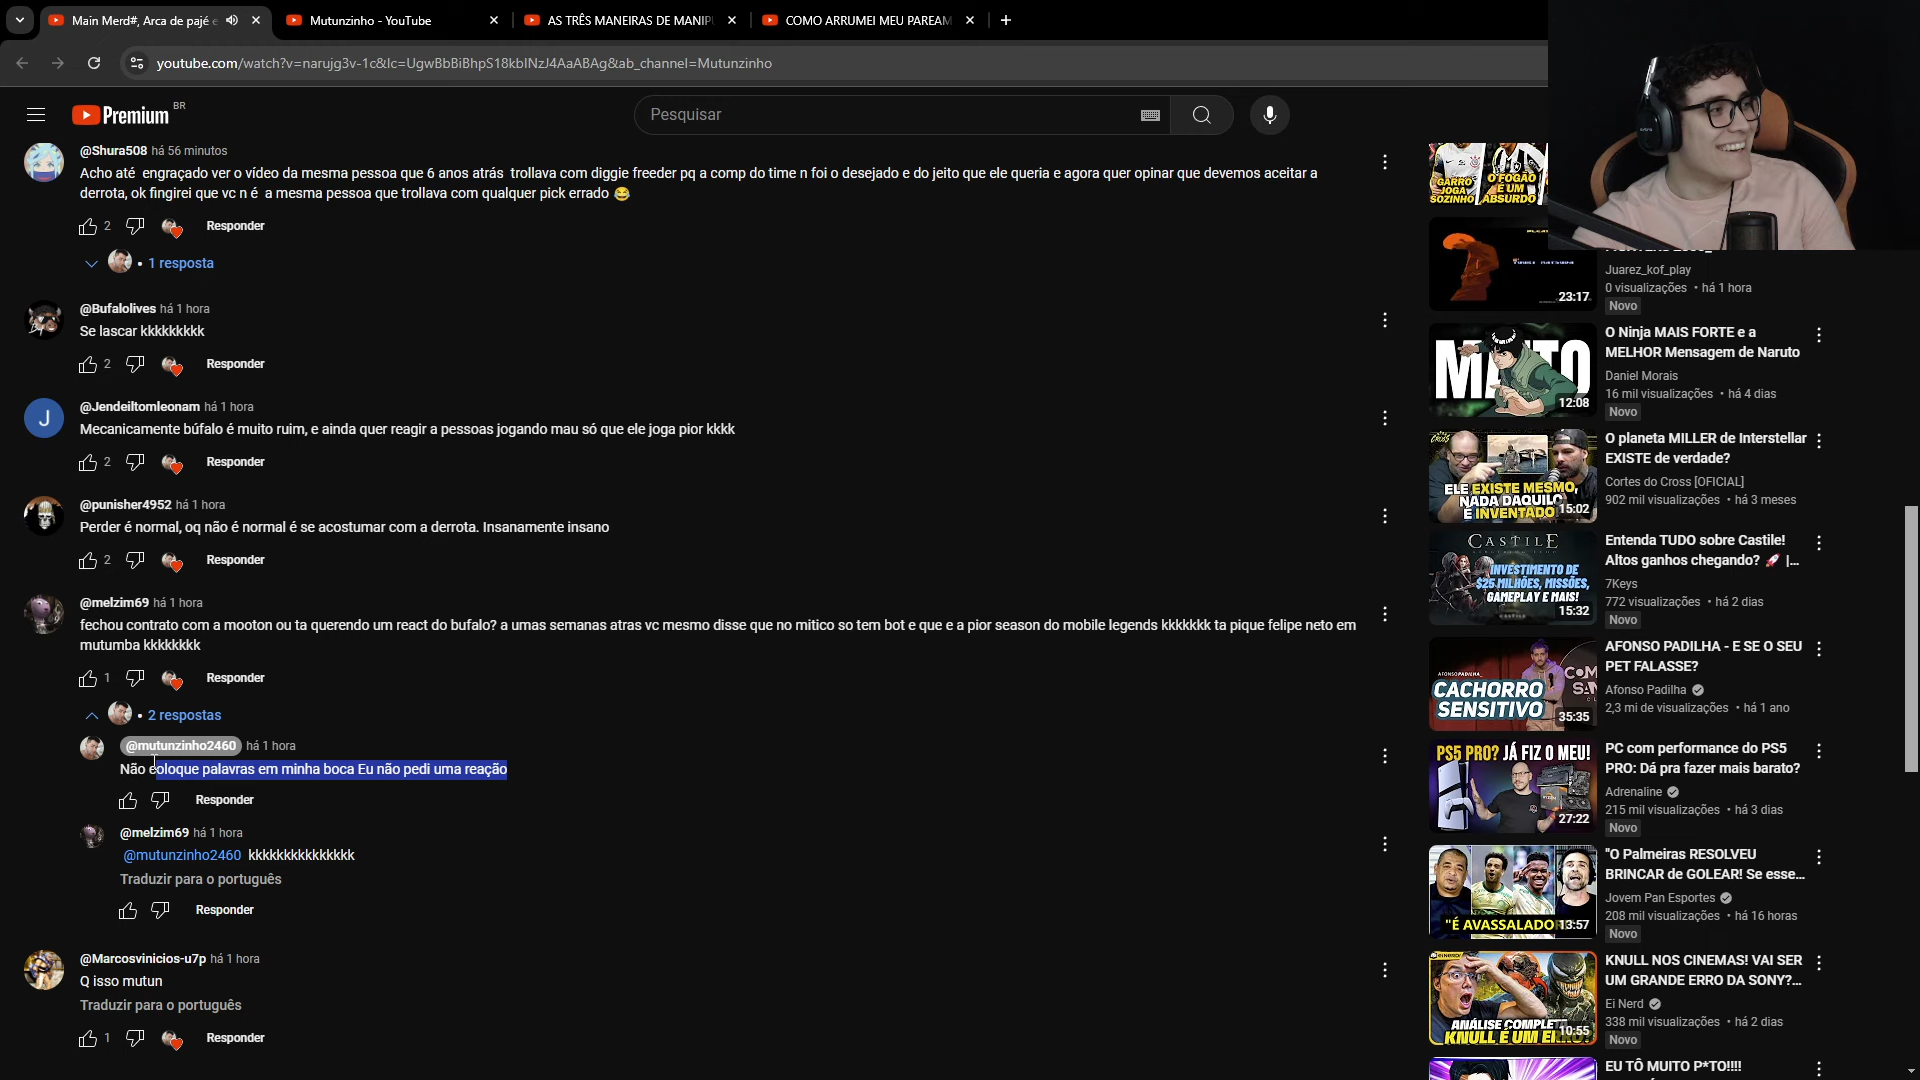 Main Merd#, Arca de pajé e
Mutunzinho - YouTube
AS TRÊS MANEIRAS DE MANIP
COMO ARRUMEI MEU PAREAM
youtube.com/watch?v=narujg3v-1c&lc=UgwBbBiBhpS18kbINzJ4AaABAg&ab_channel=Mutunzinho
Premium BR
Pesquisar
@Shura508 há 56 minutos
Acho até engraçado ver o vídeo da mesma pessoa que 6 anos atrás trollava com diggie freeder pq a comp do time n foi o desejado e do jeito que ele queria e agora quer opinar que devemos aceitar a
derrota, ok fingirei que vc n é a mesma pessoa que trollava com qualquer pick errado 😂
2 Responder
• 1 resposta
@Bufalolives há 1 hora
Se lascar kkkkkkkkk
2 Responder
@Jendeiltomleonam há 1 hora
Mecanicamente búfalo é muito ruim, e ainda quer reagir a pessoas jogando mau só que ele joga pior kkkk
2 Responder
@punisher4952 há 1 hora
Perder é normal, oq não é normal é se acostumar com a derrota. Insanamente insano
2 Responder
@melzim69 há 1 hora
fechou contrato com a mooton ou ta querendo um react do bufalo? a umas semanas atras vc mesmo disse que no mitico so tem bot e que e a pior season do mobile legends kkkkkkk ta pique felipe neto em
mutumba kkkkkkkk
1 Responder
• 2 respostas
@mutunzinho2460 há 1 hora
Não coloque palavras em minha boca Eu não pedi uma reação
Responder
@melzim69 há 1 hora
@mutunzinho2460 kkkkkkkkkkkkkkk
Traduzir para o português
Responder
@Marcosvinicios-u7p há 1 hora
Q isso mutun
Traduzir para o português
1 Responder
GARRO
JOGA
SOZINHO
O FOGÃO
É UM
ABSURDO
23:17
Juarez_kof_play
0 visualizações • há 1 hora
Novo
12:08
O Ninja MAIS FORTE e a
MELHOR Mensagem de Naruto
Daniel Morais
16 mil visualizações • há 4 dias
Novo
ELE EXISTE MESMO,
NADA DAQUILO
É INVENTADO
15:02
O planeta MILLER de Interstellar
EXISTE de verdade?
Cortes do Cross [OFICIAL]
902 mil visualizações • há 3 meses
CASTILE
INVESTIMENTO DE
$25 MILHÕES, MISSÕES,
GAMEPLAY E MAIS!
15:32
Entenda TUDO sobre Castile!
Altos ganhos chegando? 🚀 |...
7Keys
772 visualizações • há 2 dias
Novo
AFONSO PADILHA
CACHORRO
SENSITIVO
35:35
AFONSO PADILHA - E SE O SEU
PET FALASSE?
Afonso Padilha
2,3 mi de visualizações • há 1 ano
PS5 PRO? JÁ FIZ O MEU!
27:22
PC com performance do PS5
PRO: Dá pra fazer mais barato?
Adrenaline
215 mil visualizações • há 3 dias
Novo
"É AVASSALADO
13:57
"O Palmeiras RESOLVEU
BRINCAR de GOLEAR! Se esse...
Jovem Pan Esportes
208 mil visualizações • há 16 horas
Novo
ei NERD!
ANÁLISE COMPLETA
KNULL É UM ERRO?
10:55
KNULL NOS CINEMAS! VAI SER
UM GRANDE ERRO DA SONY?...
Ei Nerd
338 mil visualizações • há 2 dias
Novo
EU TÔ MUITO P*TO!!!!
J